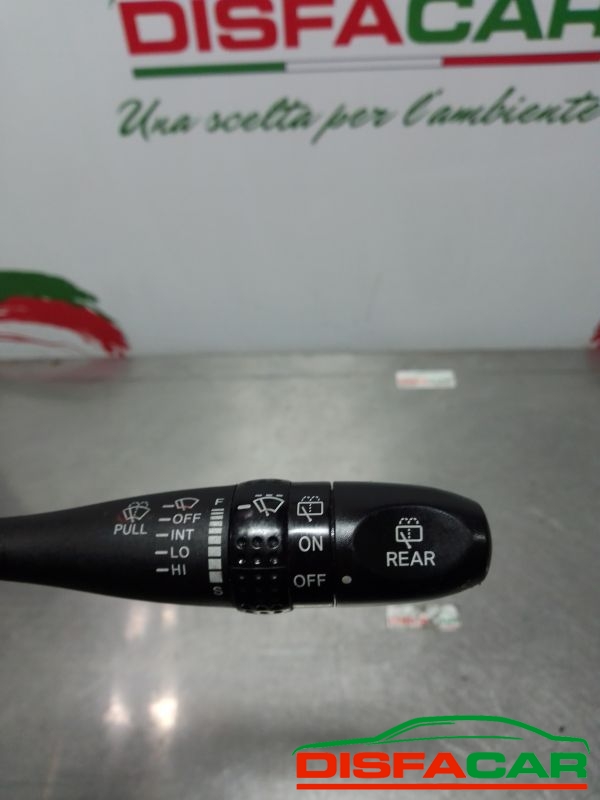 DISFACAR
Una scelta per l'ambiente
PULL
OFF
INT
LO
HI
F
S
ON
OFF
REAR
DISFACAR